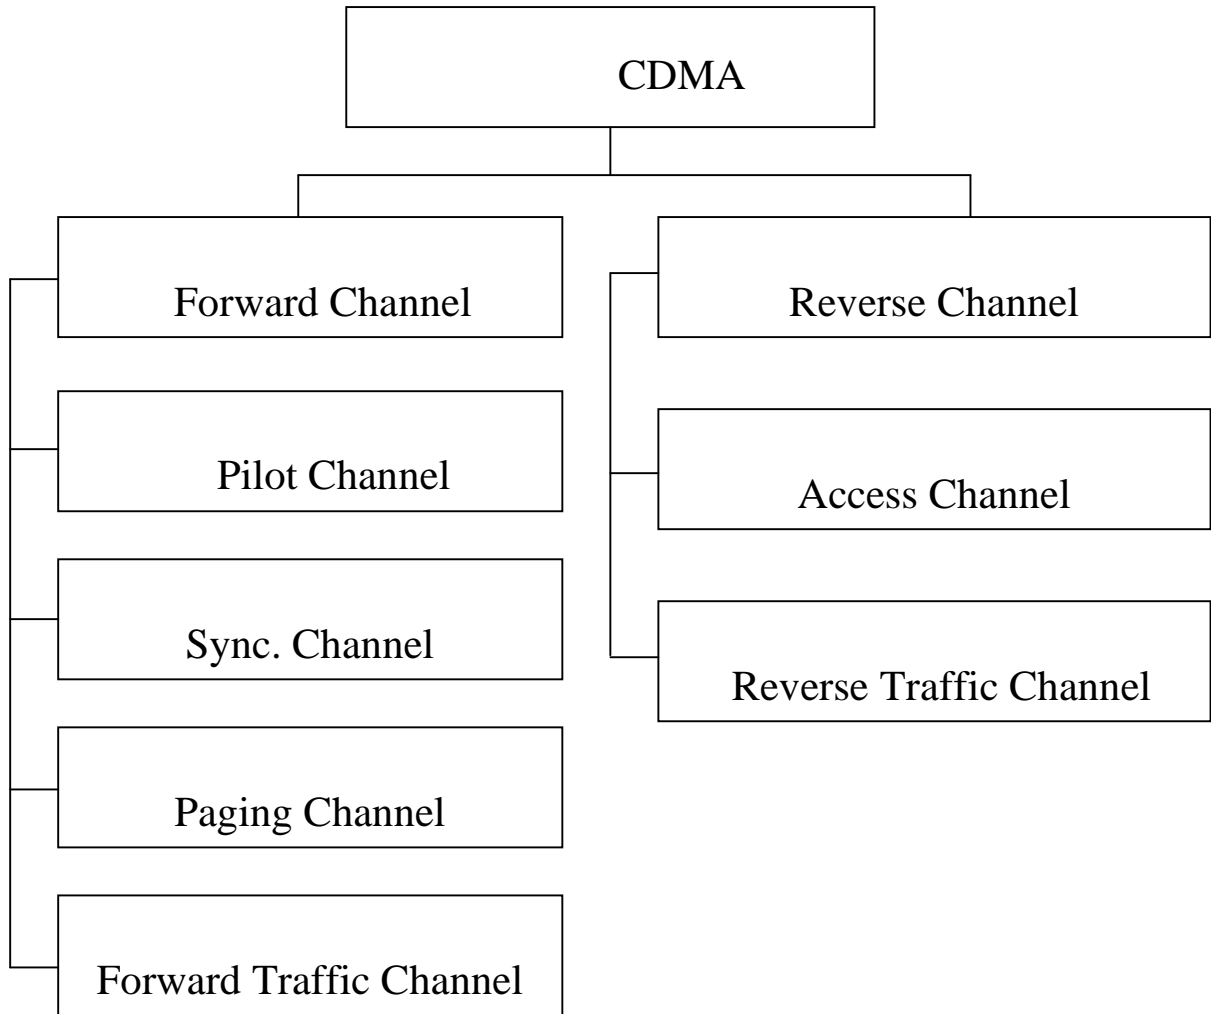 CDMA
Forward Channel
Reverse Channel
Pilot Channel
Access Channel
Sync. Channel
Reverse Traffic Channel
Paging Channel
Forward Traffic Channel